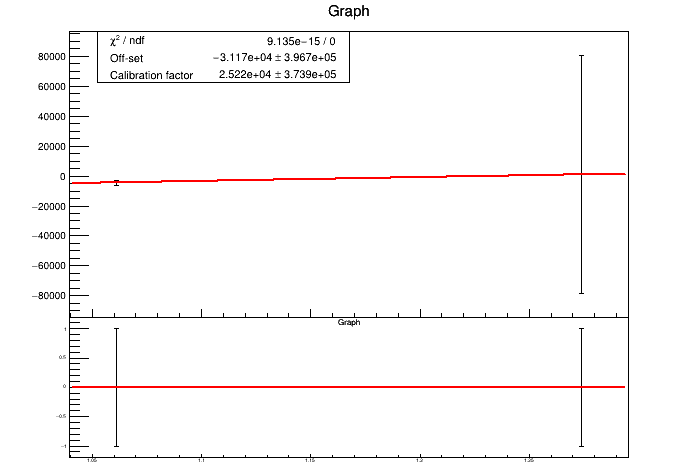 Graph
χ² / ndf 9.135e−15 / 0
Off-set −3.117e+04 ± 3.967e+05
Calibration factor 2.522e+04 ± 3.739e+05
80000
60000
40000
20000
0
−20000
−40000
−60000
−80000
Graph
1
0.5
0
−0.5
−1
1.05 1.1 1.15 1.2 1.25